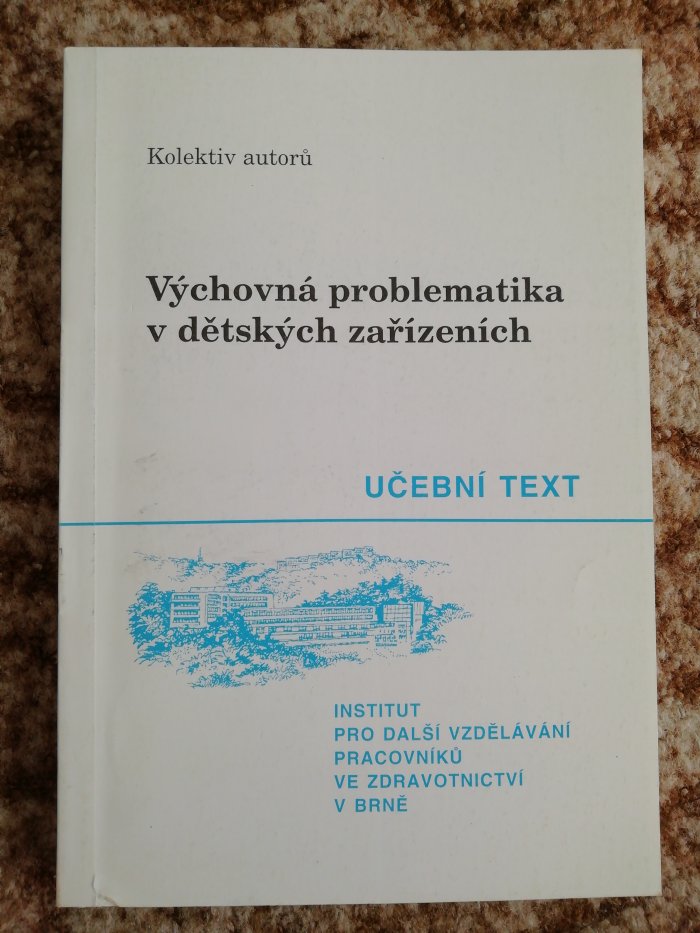 Kolektiv autorů
Výchovná problematika
v dětských zařízeních
UČEBNÍ TEXT
INSTITUT
PRO DALŠÍ VZDĚLÁVÁNÍ
PRACOVNÍKŮ
VE ZDRAVOTNICTVÍ
V BRNĚ